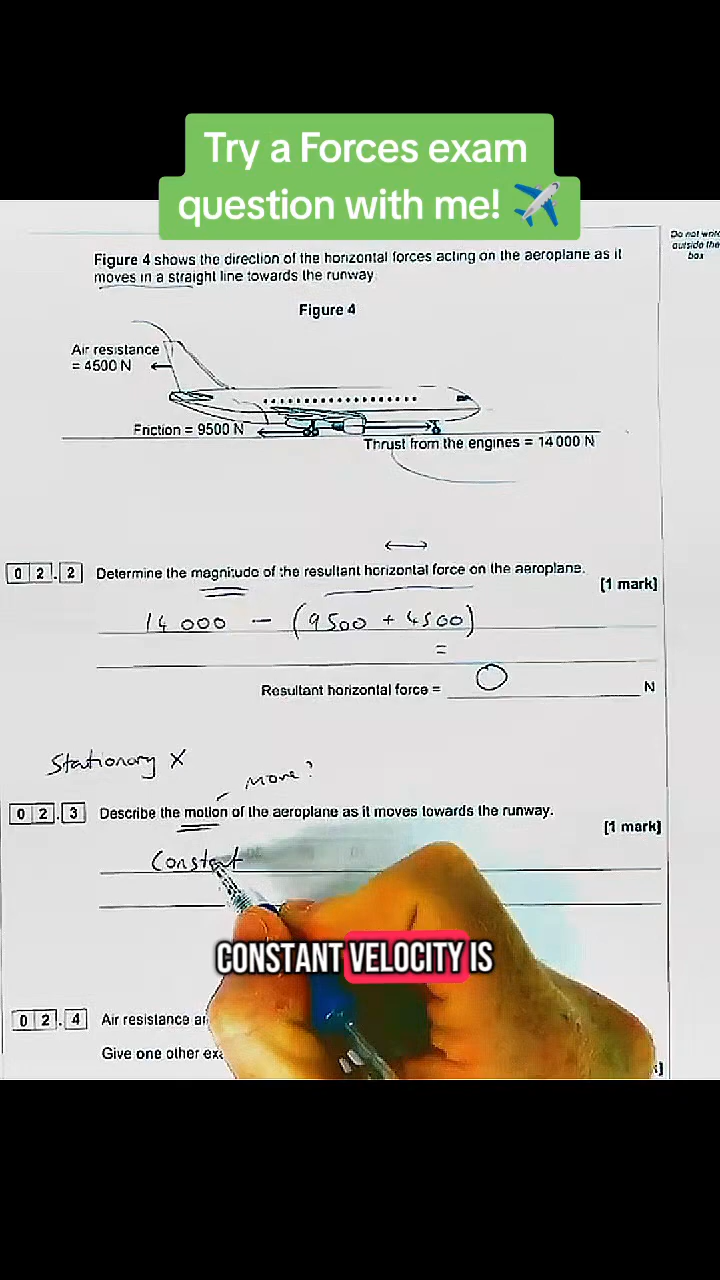 Try a Forces exam
question with me! ✈️
Do not write
outside the
box
Figure 4 shows the direction of the horizontal forces acting on the aeroplane as it
moves in a straight line towards the runway
Figure 4
Air resistance
= 4500 N
Friction = 9500 N
Thrust from the engines = 14 000 N
0 2 . 2 Determine the magnitude of the resultant horizontal force on the aeroplane.
[1 mark]
14 000 – (9500 + 4500)
=
Resultant horizontal force = 0 N
Stationary X
move?
0 2 . 3 Describe the motion of the aeroplane as it moves towards the runway.
[1 mark]
Constat
CONSTANT VELOCITY IS
0 2 . 4 Air resistance
Give one other